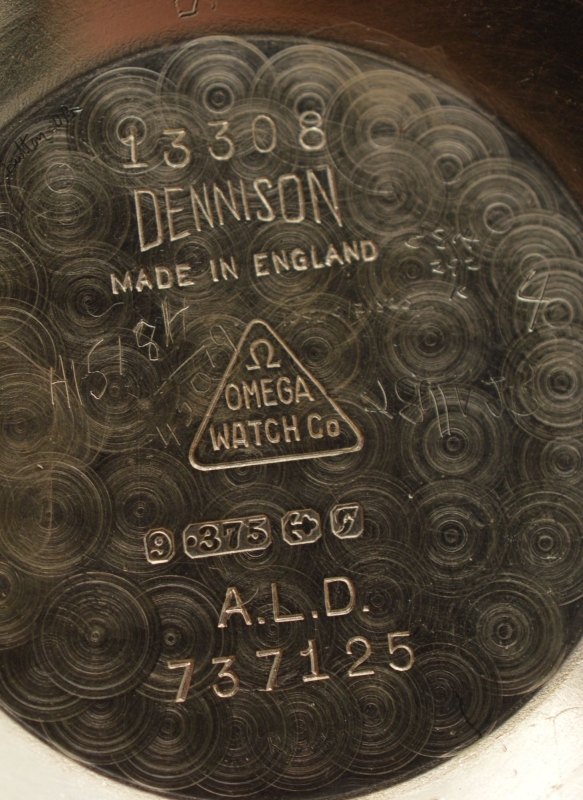 13308
DENNISON
MADE IN ENGLAND
Ω
OMEGA
WATCH Co
9 .375
A.L.D.
737125